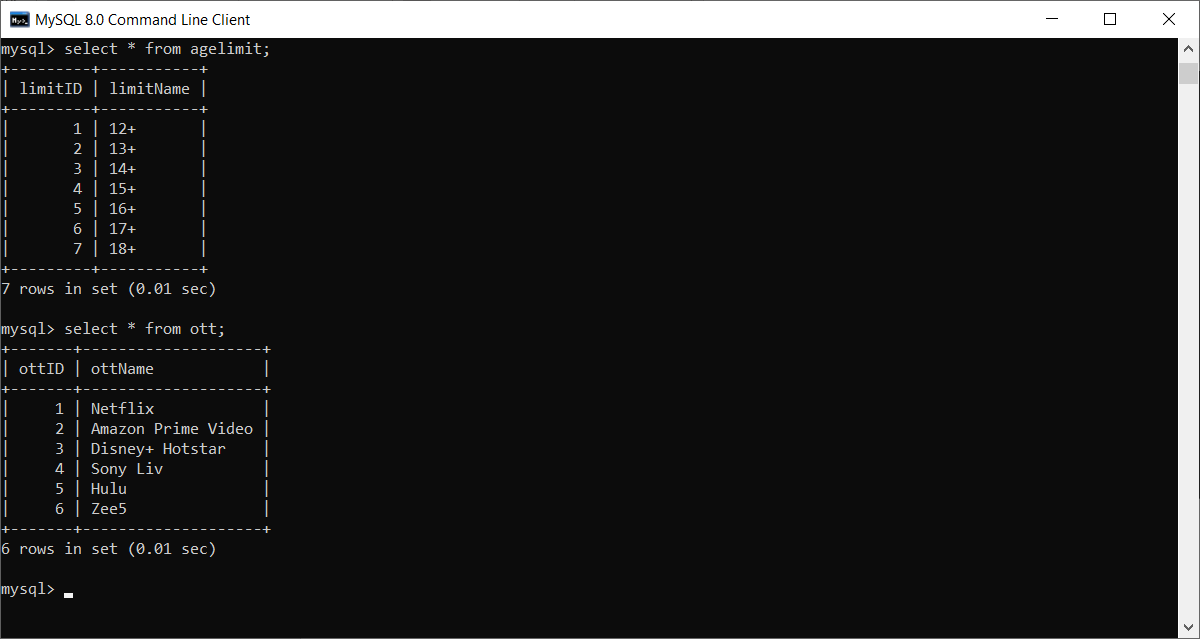 MySQL 8.0 Command Line Client
mysql> select * from agelimit;
+---------+-----------+
| limitID | limitName |
+---------+-----------+
|       1 | 12+       |
|       2 | 13+       |
|       3 | 14+       |
|       4 | 15+       |
|       5 | 16+       |
|       6 | 17+       |
|       7 | 18+       |
+---------+-----------+
7 rows in set (0.01 sec)
mysql> select * from ott;
+-------+--------------------+
| ottID | ottName            |
+-------+--------------------+
|     1 | Netflix            |
|     2 | Amazon Prime Video |
|     3 | Disney+ Hotstar    |
|     4 | Sony Liv           |
|     5 | Hulu               |
|     6 | Zee5               |
+-------+--------------------+
6 rows in set (0.01 sec)
mysql>